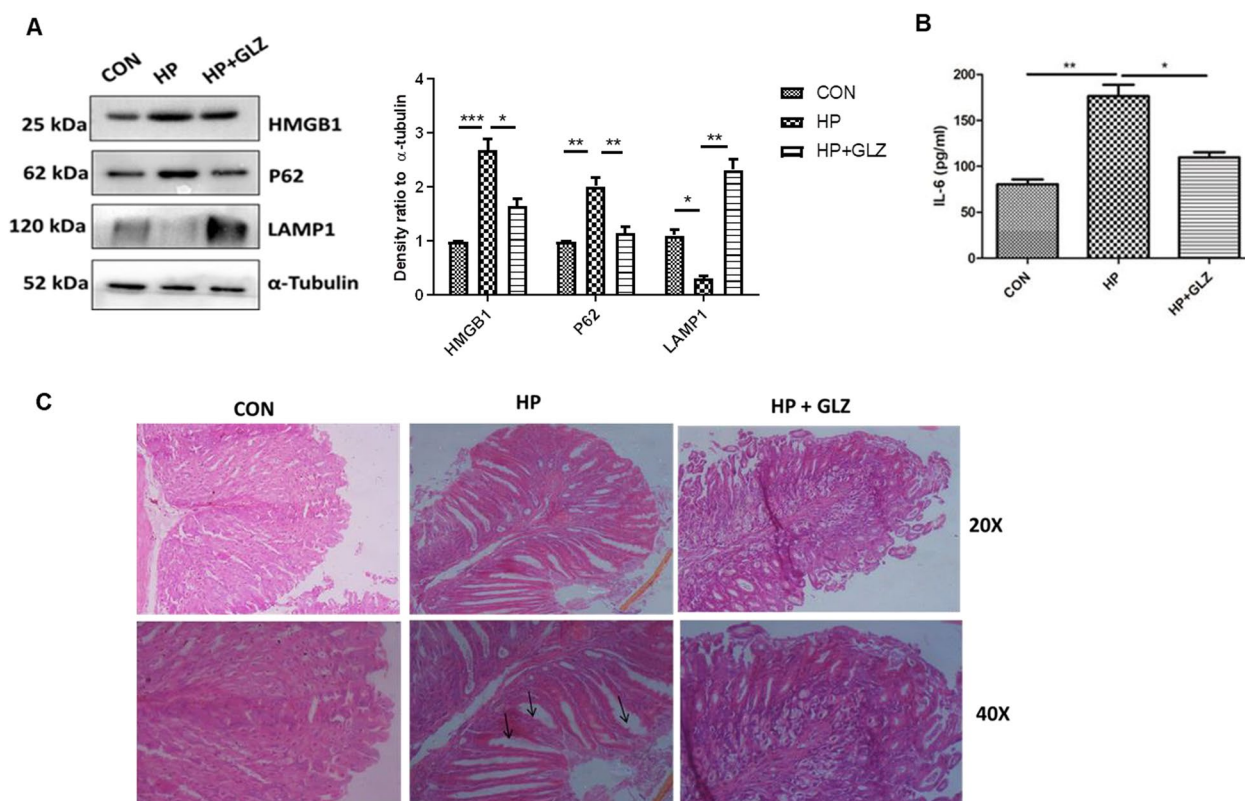 A
CON HP HP+GLZ
25 kDa HMGB1
62 kDa P62
120 kDa LAMP1
52 kDa α-Tubulin
Density ratio to α-tubulin
4
3
2
1
0
*** * ** ** * **
HMGB1 P62 LAMP1
CON
HP
HP+GLZ
B
IL-6 (pg/ml)
200
150
100
50
0
** *
CON HP HP+GLZ
C
CON HP HP + GLZ
20X
40X